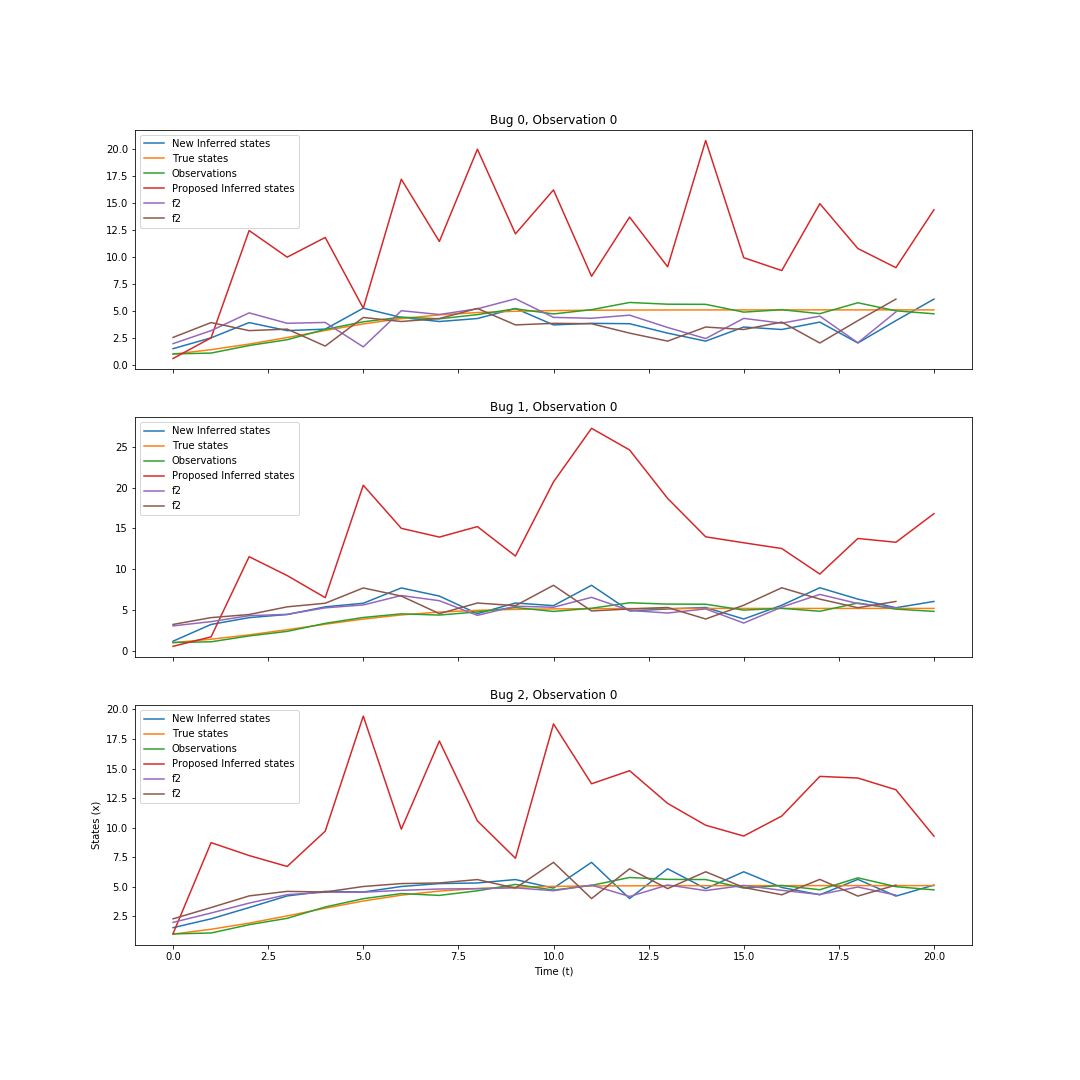 Bug 0, Observation 0
New Inferred states
True states
Observations
Proposed Inferred states
f2
f2
20.0
17.5
15.0
12.5
10.0
7.5
5.0
2.5
0.0
Bug 1, Observation 0
New Inferred states
True states
Observations
Proposed Inferred states
f2
f2
25
20
15
10
5
0
Bug 2, Observation 0
New Inferred states
True states
Observations
Proposed Inferred states
f2
f2
20.0
17.5
15.0
12.5
10.0
7.5
5.0
2.5
States (x)
0.0 2.5 5.0 7.5 10.0 12.5 15.0 17.5 20.0
Time (t)